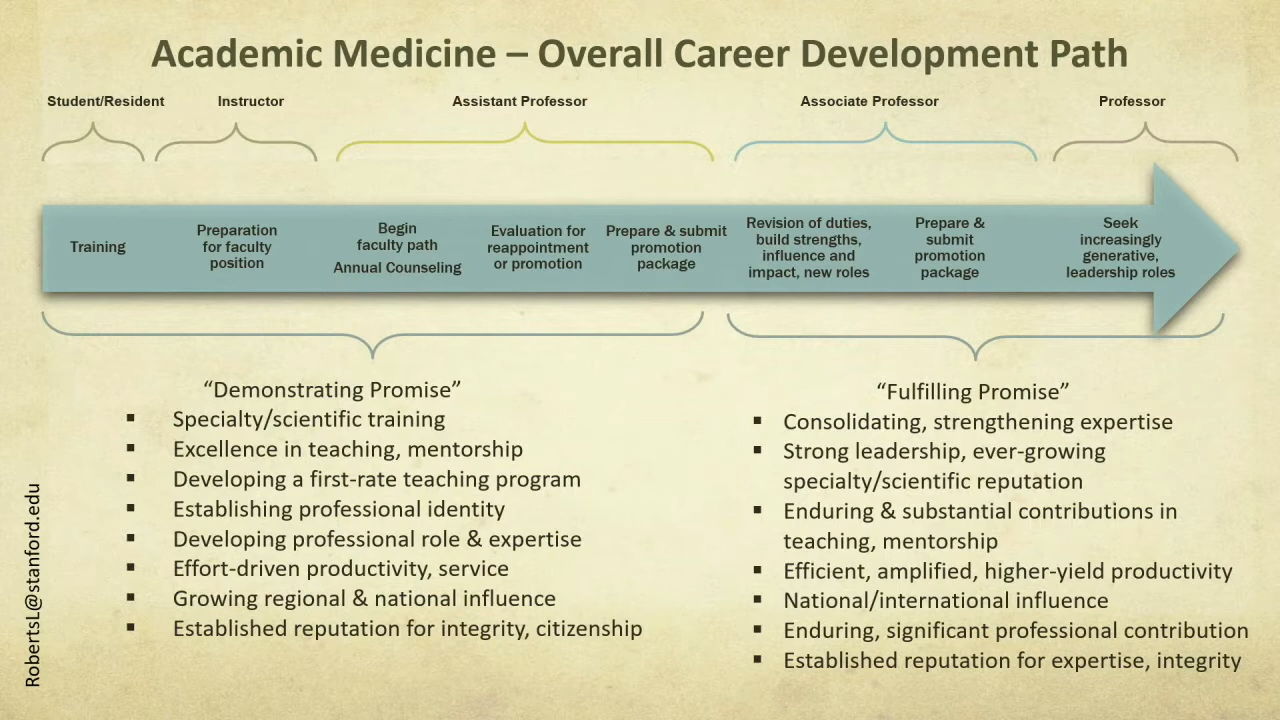 Academic Medicine – Overall Career Development Path
Student/Resident
Instructor
Assistant Professor
Associate Professor
Professor
Training
Preparation
for faculty
position
Begin
faculty path
Annual Counseling
Evaluation for
reappointment
or promotion
Prepare & submit
promotion
package
Revision of duties,
build strengths,
influence and
impact, new roles
Prepare &
submit
promotion
package
Seek
increasingly
generative,
leadership roles
“Demonstrating Promise”
▪ Specialty/scientific training
▪ Excellence in teaching, mentorship
▪ Developing a first-rate teaching program
▪ Establishing professional identity
▪ Developing professional role & expertise
▪ Effort-driven productivity, service
▪ Growing regional & national influence
▪ Established reputation for integrity, citizenship
“Fulfilling Promise”
▪ Consolidating, strengthening expertise
▪ Strong leadership, ever-growing
specialty/scientific reputation
▪ Enduring & substantial contributions in
teaching, mentorship
▪ Efficient, amplified, higher-yield productivity
▪ National/international influence
▪ Enduring, significant professional contribution
▪ Established reputation for expertise, integrity
RobertsL@stanford.edu